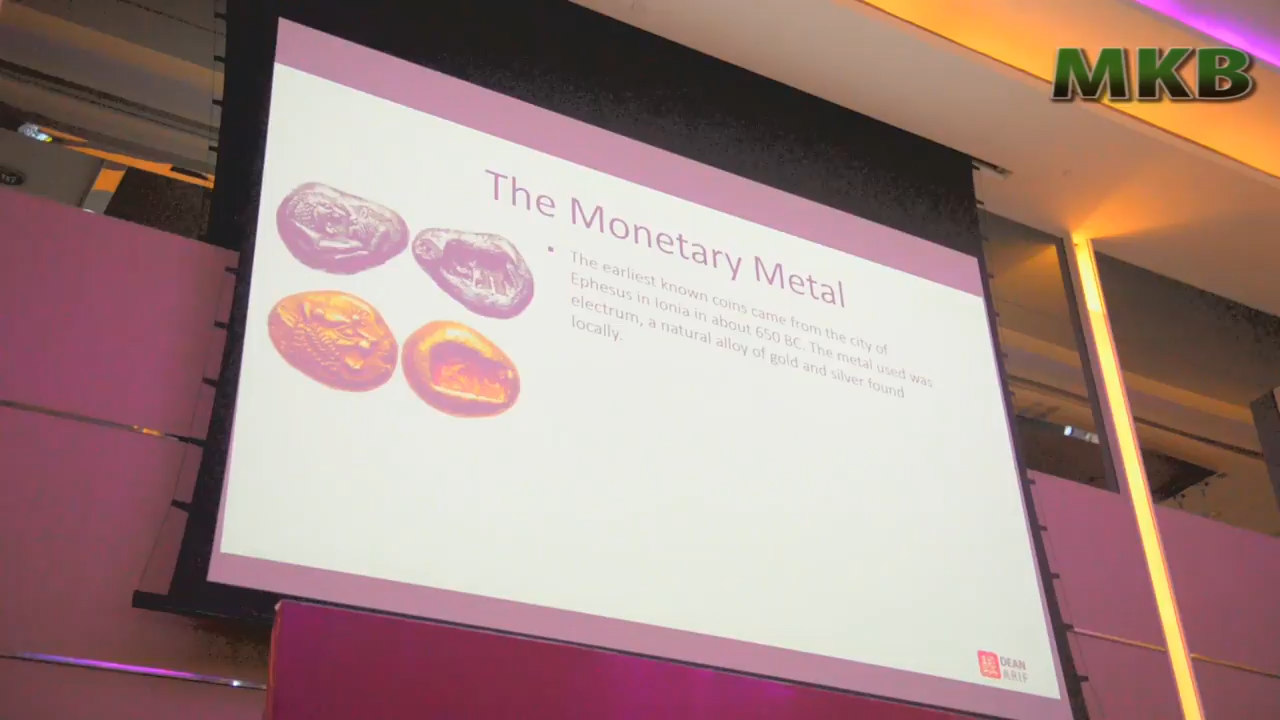 MKB
The Monetary Metal
▪ The earliest known coins came from the city of
Ephesus in Ionia in about 650 BC. The metal used was
electrum, a natural alloy of gold and silver found
locally.
DEAN
ARIF